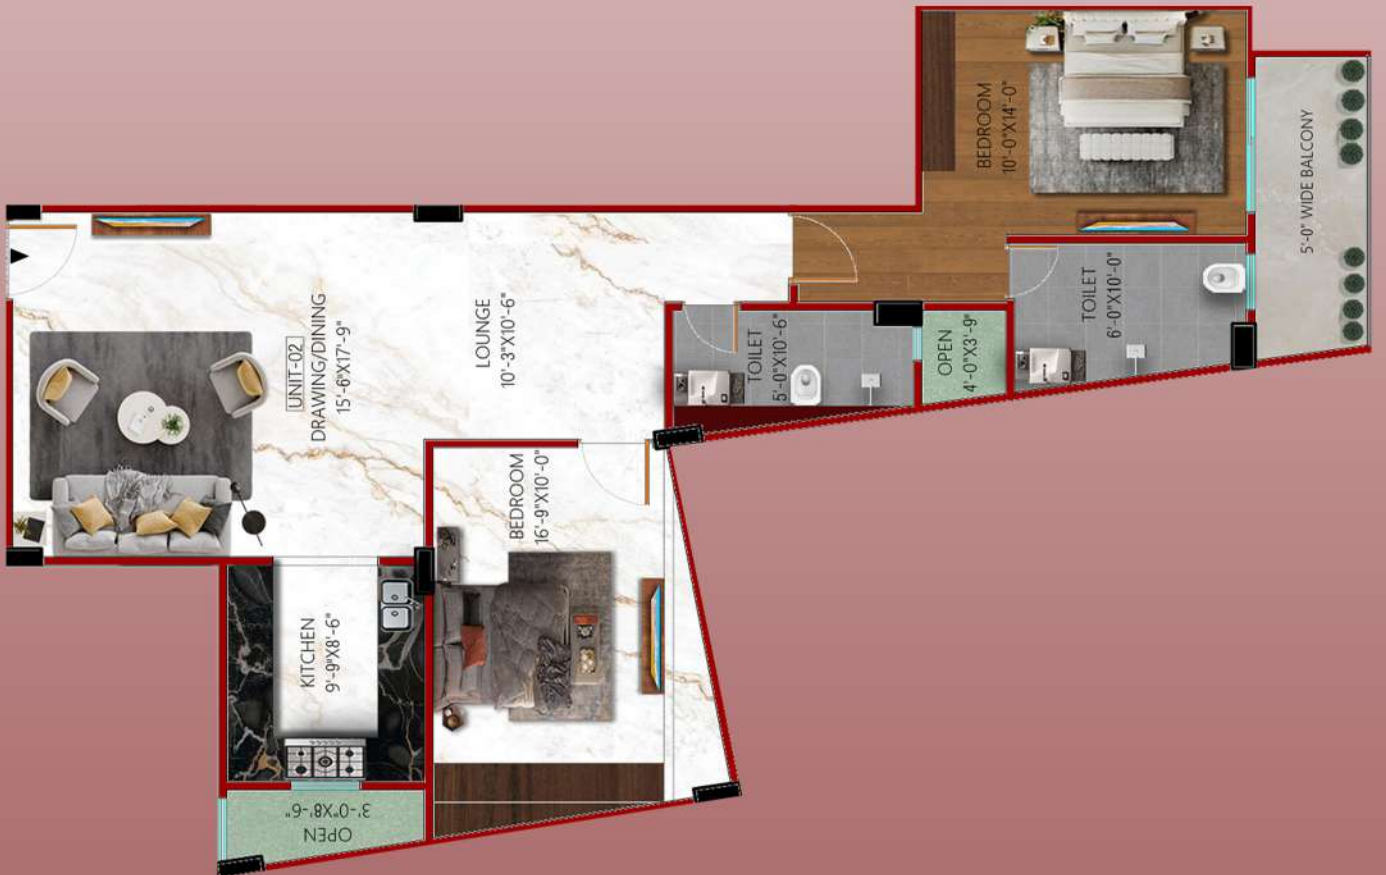 BEDROOM
10'-0"X14'-0"
5'-0" WIDE BALCONY
UNIT-02
DRAWING/DINING
15'-6"X17'-9"
LOUNGE
10'-3"X10'-6"
TOILET
5'-0"X10'-6"
OPEN
4'-0"X3'-9"
TOILET
6'-0"X10'-0"
BEDROOM
16'-9"X10'-0"
KITCHEN
9'-9"X8'-6"
OPEN
3'-0"X8'-6"